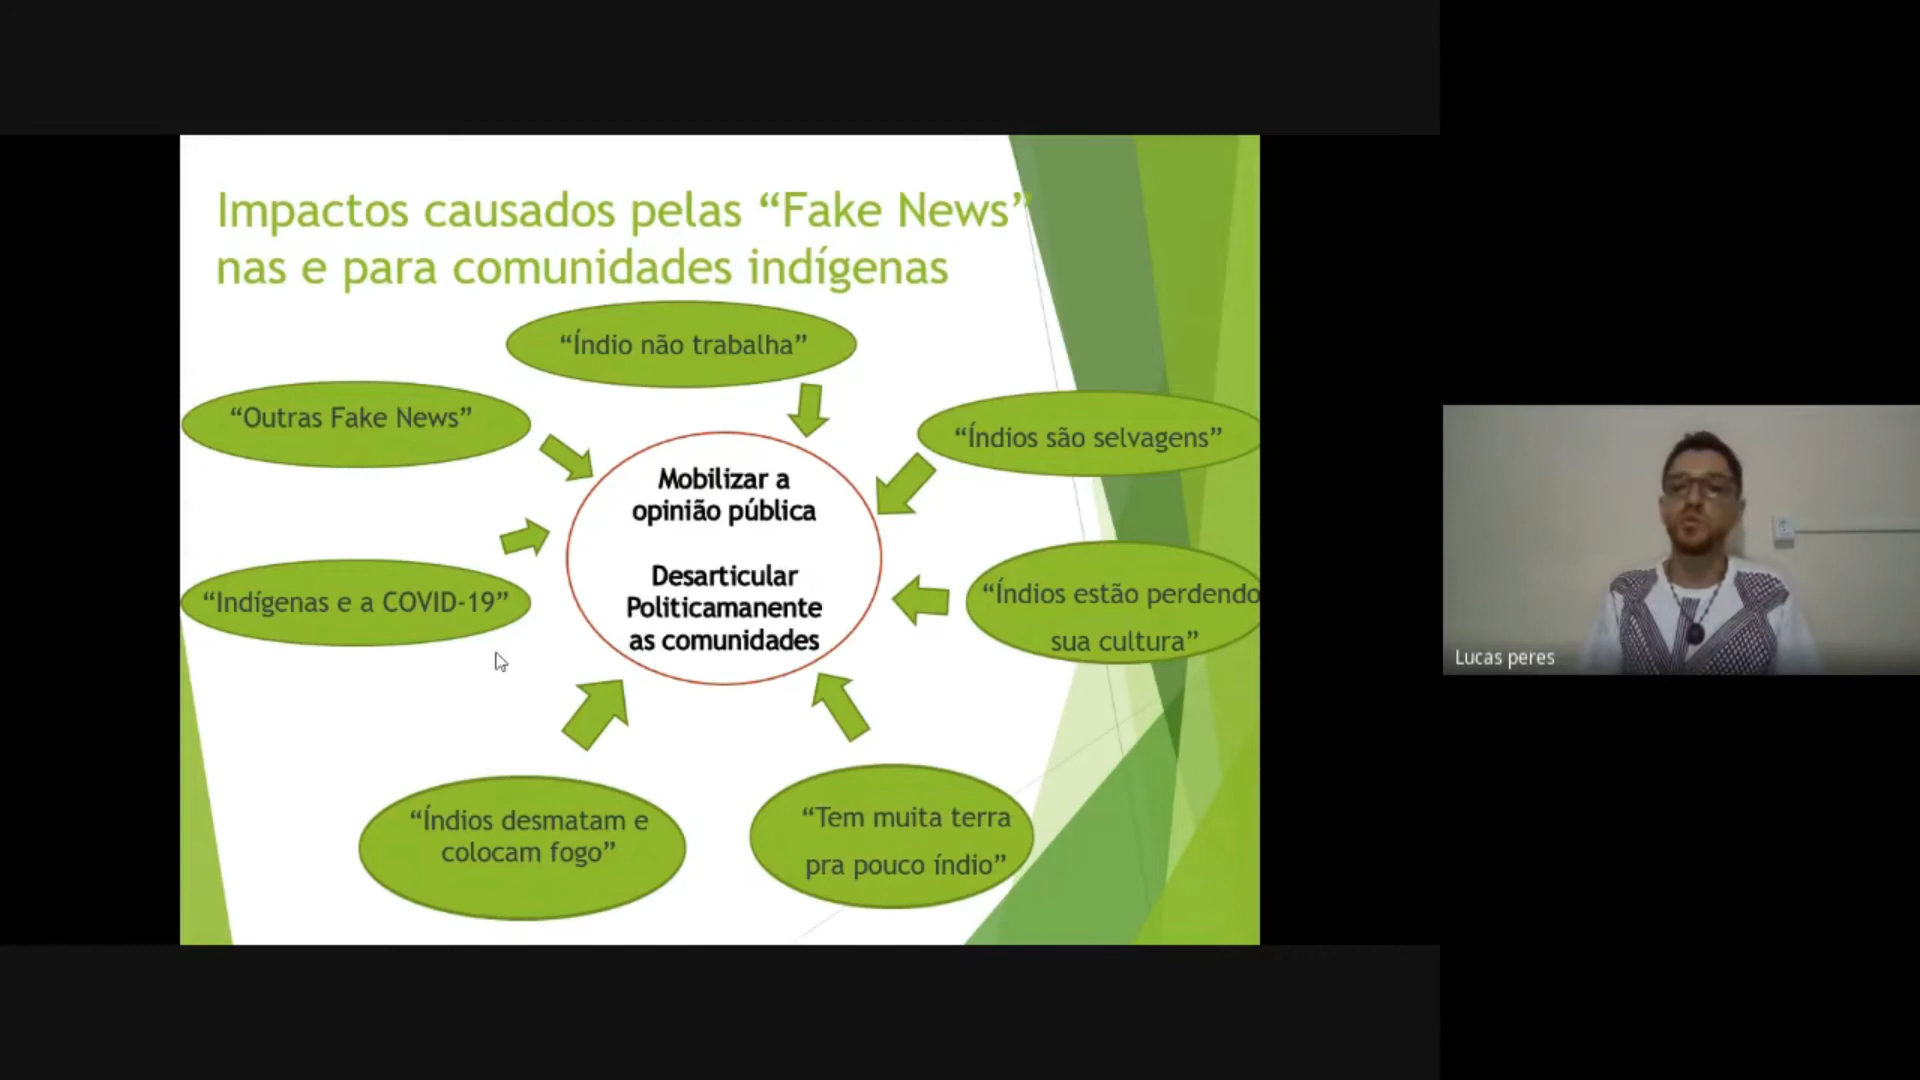 Impactos causados pelas “Fake News”
nas e para comunidades indígenas
“Índio não trabalha”
“Outras Fake News”
“Índios são selvagens”
Mobilizar a
opinião pública
Desarticular
Politicamanente
as comunidades
“Indígenas e a COVID-19”
“Índios estão perdendo
sua cultura”
“Índios desmatam e
colocam fogo”
“Tem muita terra
pra pouco índio”
Lucas peres